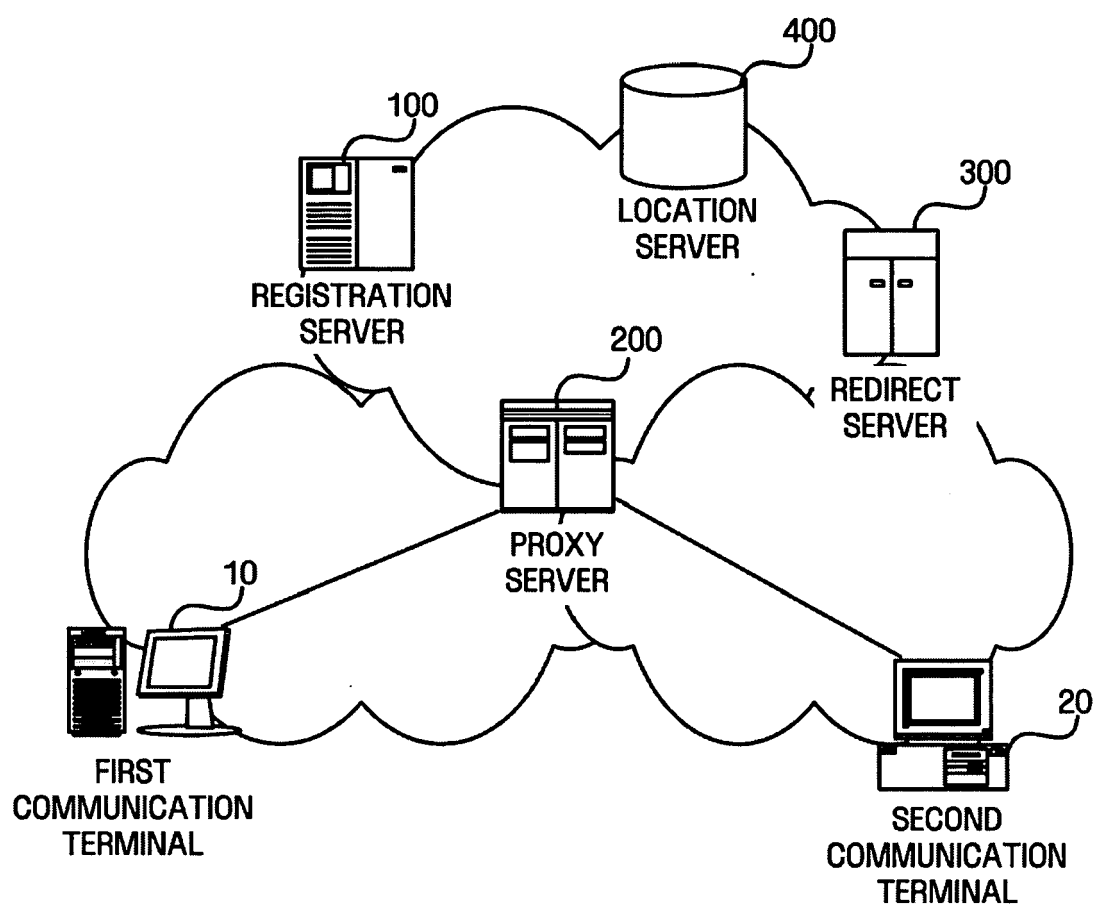 400
100
LOCATION
SERVER
300
REGISTRATION
SERVER
200
REDIRECT
SERVER
PROXY
SERVER
10
20
FIRST
COMMUNICATION
TERMINAL
SECOND
COMMUNICATION
TERMINAL